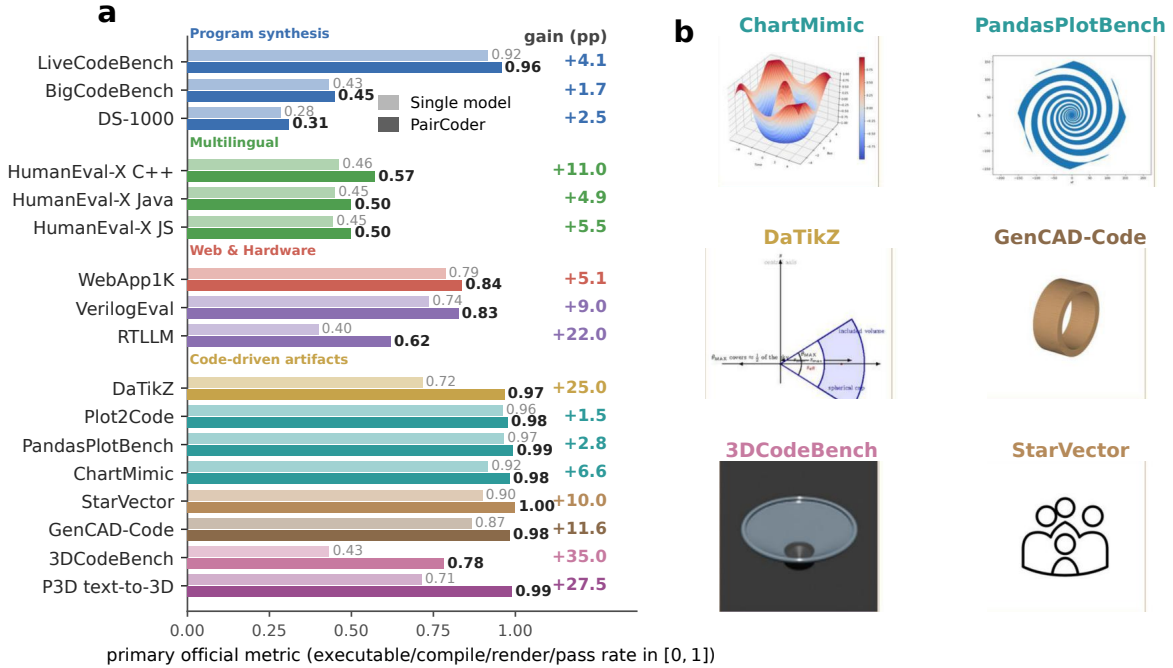 a
Program synthesis
gain (pp)
LiveCodeBench 0.92 0.96 +4.1
BigCodeBench 0.43 0.45 +1.7
DS-1000 0.28 0.31 +2.5
Single model
PairCoder
Multilingual
HumanEval-X C++ 0.46 0.57 +11.0
HumanEval-X Java 0.45 0.50 +4.9
HumanEval-X JS 0.45 0.50 +5.5
Web & Hardware
WebApp1K 0.79 0.84 +5.1
VerilogEval 0.74 0.83 +9.0
RTLLM 0.40 0.62 +22.0
Code-driven artifacts
DaTikZ 0.72 0.97 +25.0
Plot2Code 0.96 0.98 +1.5
PandasPlotBench 0.97 0.99 +2.8
ChartMimic 0.92 0.98 +6.6
StarVector 0.90 1.00 +10.0
GenCAD-Code 0.87 0.98 +11.6
3DCodeBench 0.43 0.78 +35.0
P3D text-to-3D 0.71 0.99 +27.5
0.00 0.25 0.50 0.75 1.00
primary official metric (executable/compile/render/pass rate in [0, 1])
b
ChartMimic
PandasPlotBench
DaTikZ
included volume
θMAX
spherical cap
GenCAD-Code
3DCodeBench
StarVector